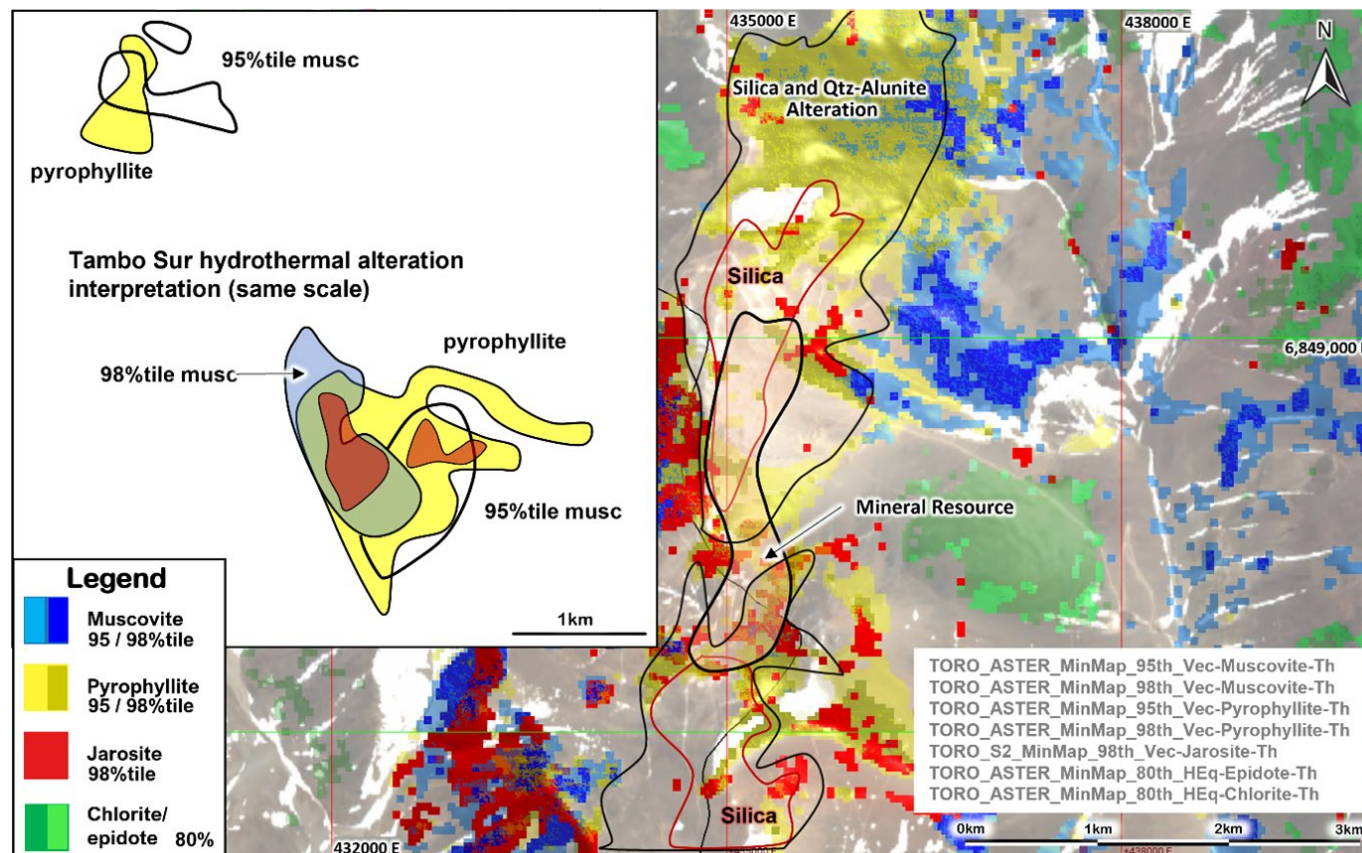 95%tile musc
pyrophyllite
Tambo Sur hydrothermal alteration
interpretation (same scale)
pyrophyllite
98%tile musc
95%tile musc
1km
Legend
Muscovite
95 / 98%tile
Pyrophyllite
95 / 98%tile
Jarosite
98%tile
Chlorite/
epidote 80%
435000 E
438000 E
N
Silica and Qtz-Alunite
Alteration
Silica
6,849,000
Mineral Resource
Silica
432000 E
TORO_ASTER_MinMap_95th_Vec-Muscovite-Th
TORO_ASTER_MinMap_98th_Vec-Muscovite-Th
TORO_ASTER_MinMap_95th_Vec-Pyrophyllite-Th
TORO_ASTER_MinMap_98th_Vec-Pyrophyllite-Th
TORO_S2_MinMap_98th_Vec-Jarosite-Th
TORO_ASTER_MinMap_80th_HEq-Epidote-Th
TORO_ASTER_MinMap_80th_HEq-Chlorite-Th
0km 1km 2km 3km
+438000 E